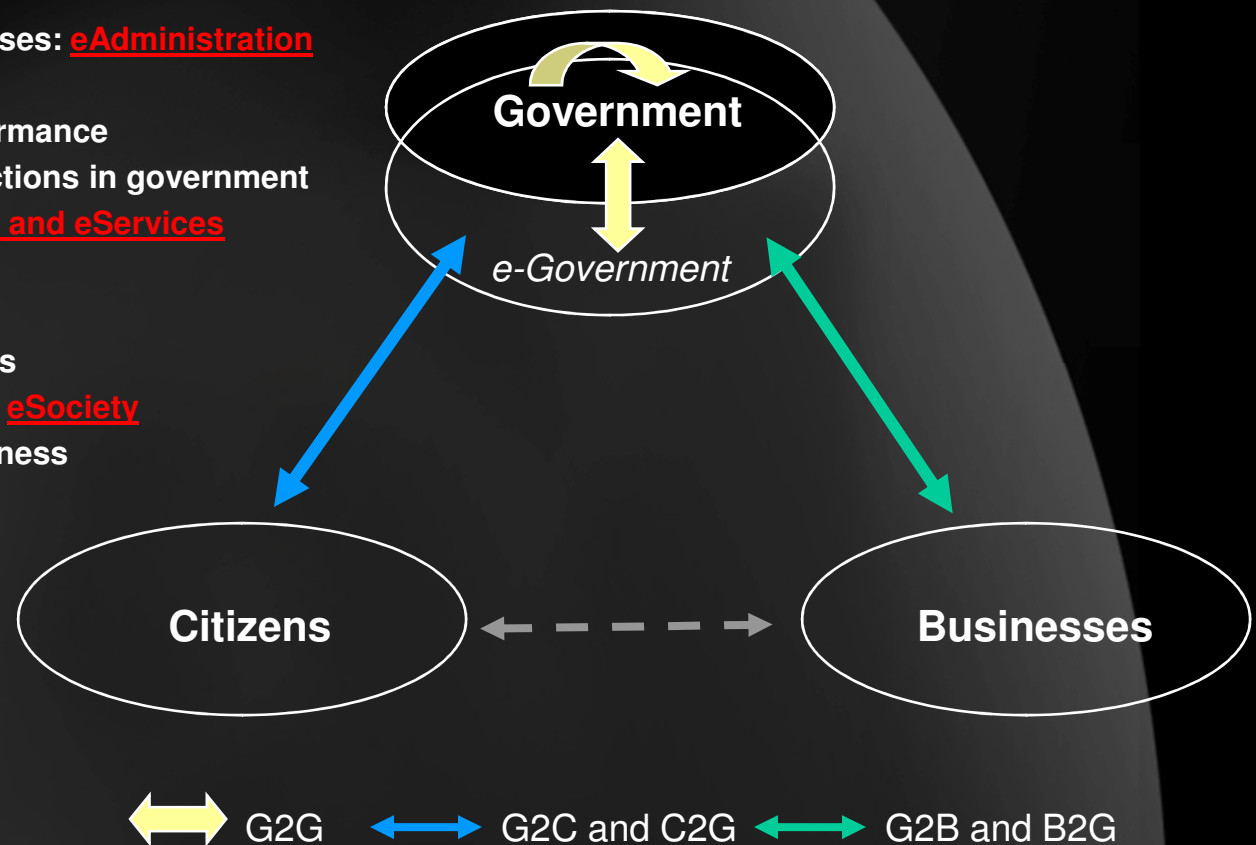 ses: eAdministration
rmance
ctions in government
and eServices
s
eSociety
ness
Government
e-Government
Citizens
Businesses
G2G
G2C and C2G
G2B and B2G